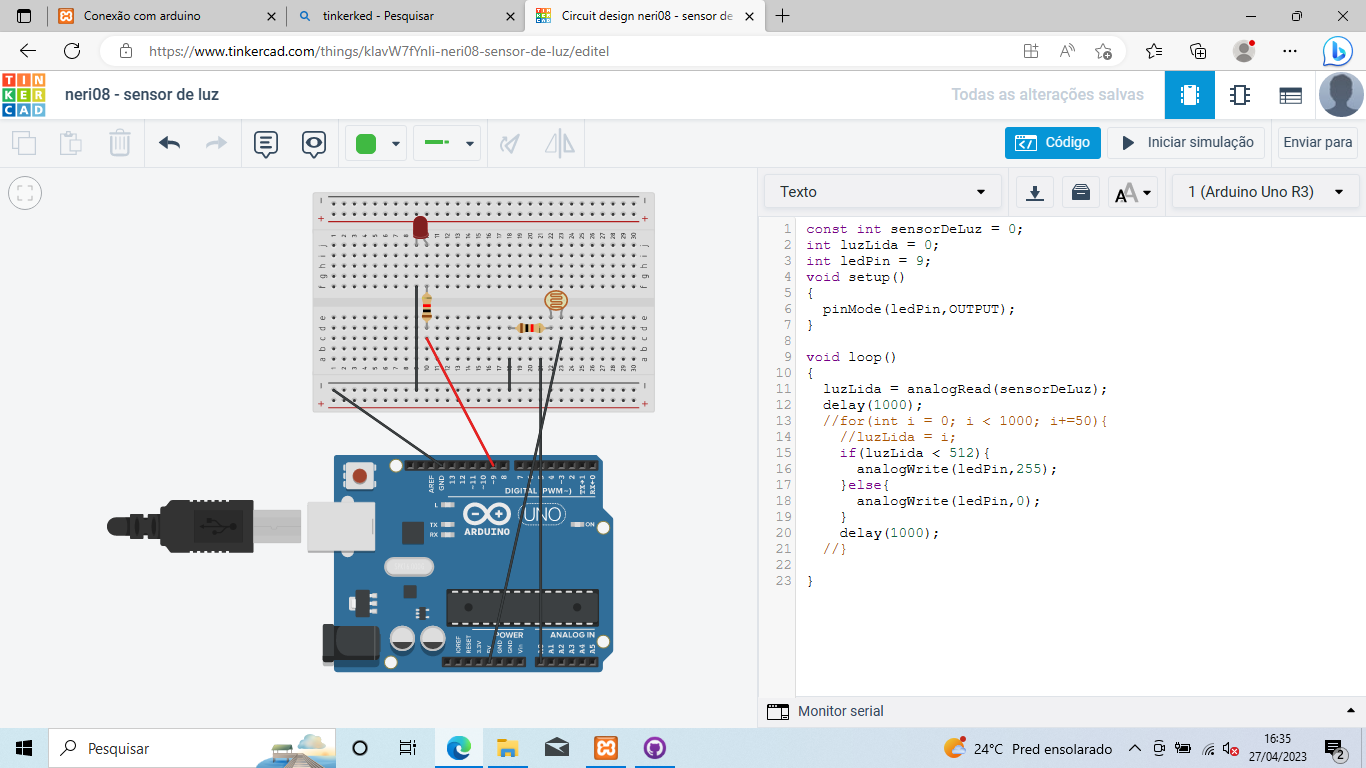 Conexão com arduino
tinkerked - Pesquisar
Circuit design neri08 - sensor de
https://www.tinkercad.com/things/klavW7fYnli-neri08-sensor-de-luz/editel
TIN
KER
CAD
neri08 - sensor de luz
Todas as alterações salvas
Código
Iniciar simulação
Enviar para
Texto
1 (Arduino Uno R3)
1 const int sensorDeLuz = 0;
2 int luzLida = 0;
3 int ledPin = 9;
4 void setup()
5 {
6 pinMode(ledPin,OUTPUT);
7 }
8
9 void loop()
10 {
11 luzLida = analogRead(sensorDeLuz);
12 delay(1000);
13 //for(int i = 0; i < 1000; i+=50){
14 //luzLida = i;
15 if(luzLida < 512){
16 analogWrite(ledPin,255);
17 }else{
18 analogWrite(ledPin,0);
19 }
20 delay(1000);
21 //}
22
23 }
AREF
GND
13
12
~11
~10
~9
8
7
4
~3
2
TX→1
RX←0
DIGITAL (PWM~)
L
TX
RX
ARDUINO
UNO
ON
POWER
ANALOG IN
IOREF
RESET
3.3V
5V
GND
GND
Vin
A0
A1
A2
A3
A4
A5
Monitor serial
Pesquisar
24°C Pred ensolarado
16:35
27/04/2023
2